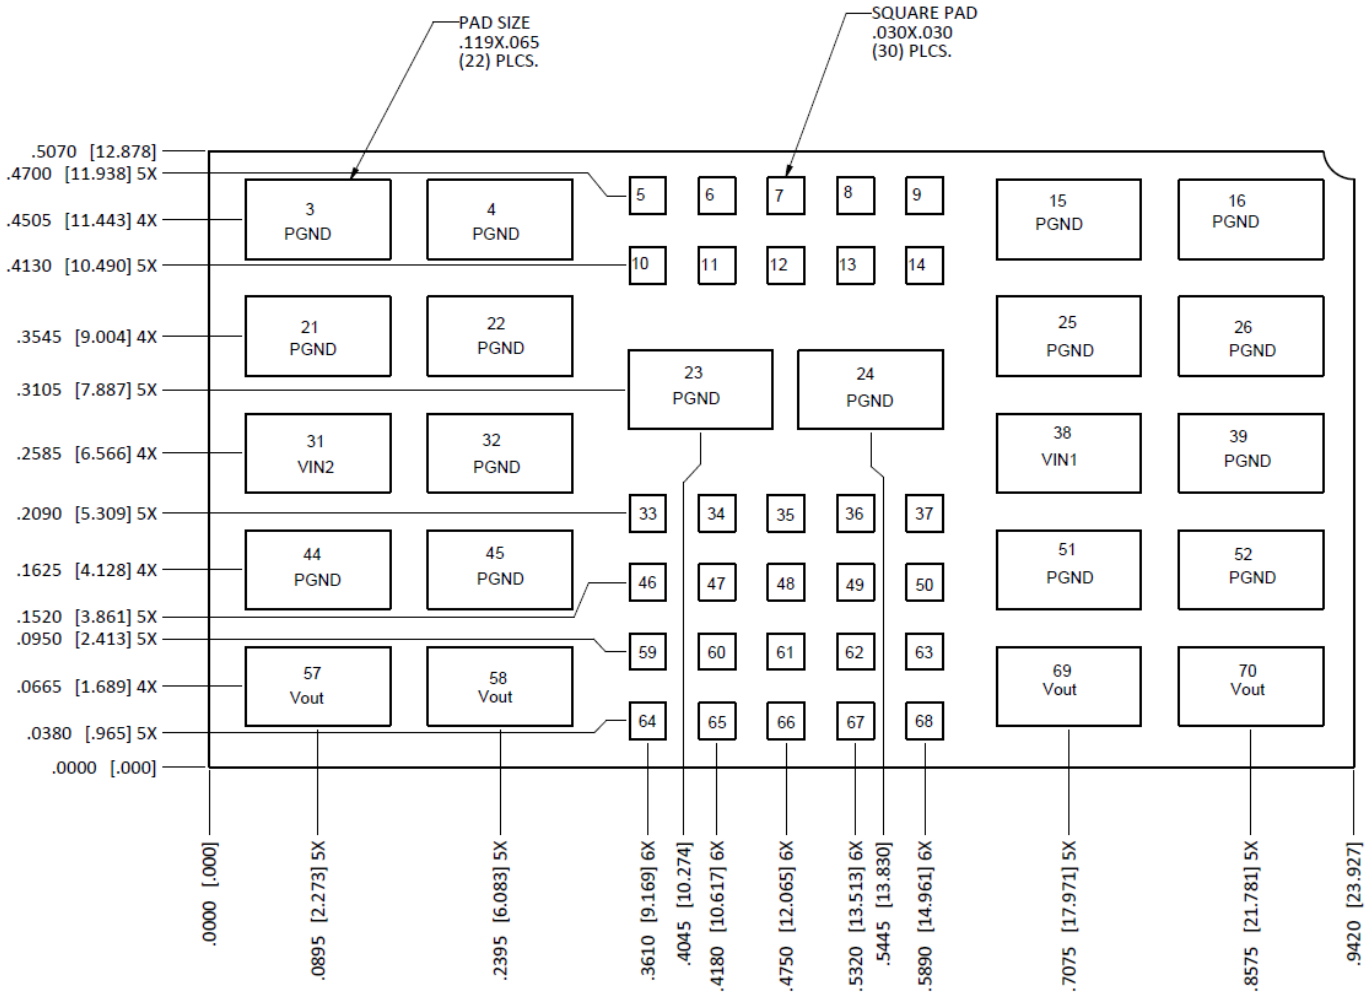 PAD SIZE
.119X.065
(22) PLCS.
SQUARE PAD
.030X.030
(30) PLCS.
.5070 [12.878]
.4700 [11.938] 5X
.4505 [11.443] 4X
.4130 [10.490] 5X
.3545 [9.004] 4X
.3105 [7.887] 5X
.2585 [6.566] 4X
.2090 [5.309] 5X
.1625 [4.128] 4X
.1520 [3.861] 5X
.0950 [2.413] 5X
.0665 [1.689] 4X
.0380 [.965] 5X
.0000 [.000]
3
PGND
4
PGND
5
6
7
8
9
15
PGND
16
PGND
10
11
12
13
14
21
PGND
22
PGND
25
PGND
26
PGND
23
PGND
24
PGND
31
VIN2
32
PGND
38
VIN1
39
PGND
33
34
35
36
37
44
PGND
45
PGND
51
PGND
52
PGND
46
47
48
49
50
59
60
61
62
63
57
Vout
58
Vout
69
Vout
70
Vout
64
65
66
67
68
.0000 [.000]
.0895 [2.273] 5X
.2395 [6.083] 5X
.3610 [9.169] 6X
.4045 [10.274]
.4180 [10.617] 6X
.4750 [12.065] 6X
.5320 [13.513] 6X
.5445 [13.830]
.5890 [14.961] 6X
.7075 [17.971] 5X
.8575 [21.781] 5X
.9420 [23.927]